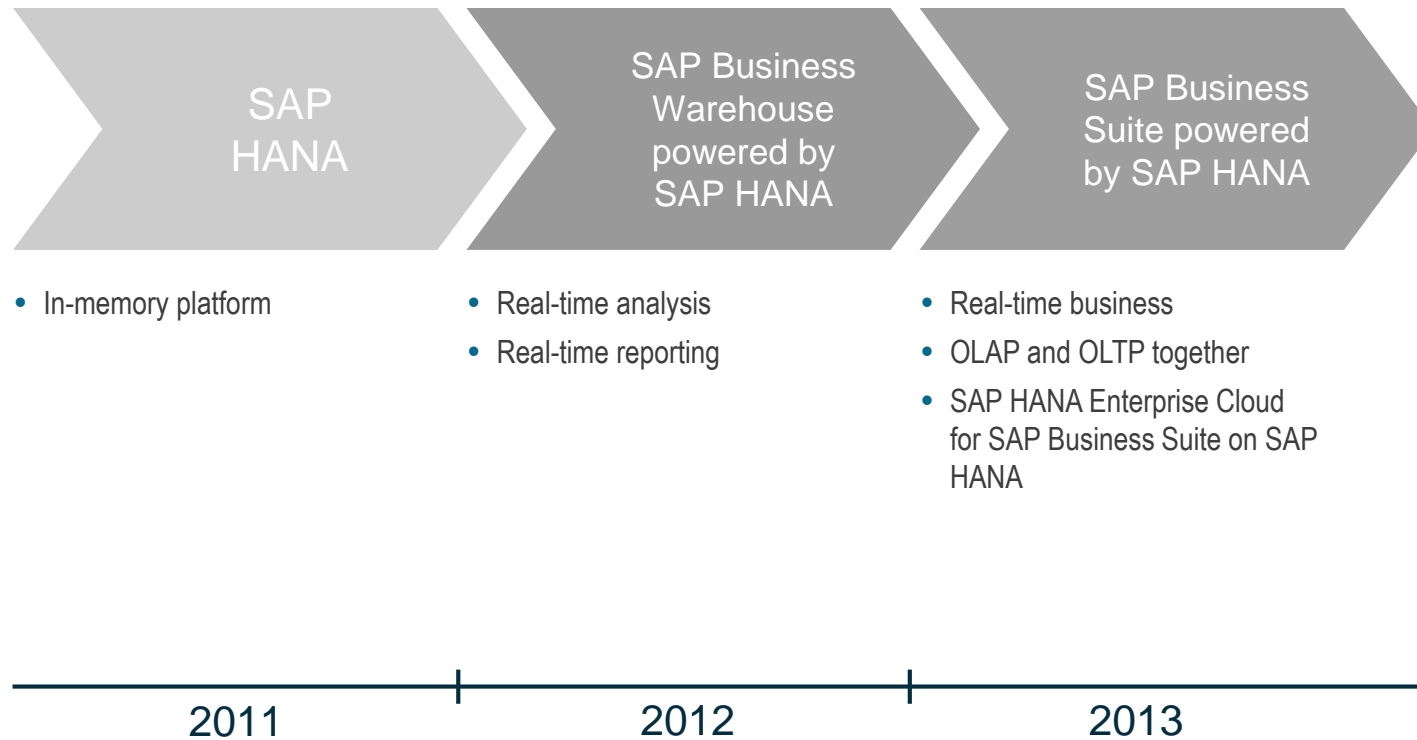 SAP
HANA
SAP Business
Warehouse
powered by
SAP HANA
SAP Business
Suite powered
by SAP HANA
• In-memory platform
• Real-time analysis
• Real-time reporting
• Real-time business
• OLAP and OLTP together
• SAP HANA Enterprise Cloud
for SAP Business Suite on SAP
HANA
2011
2012
2013